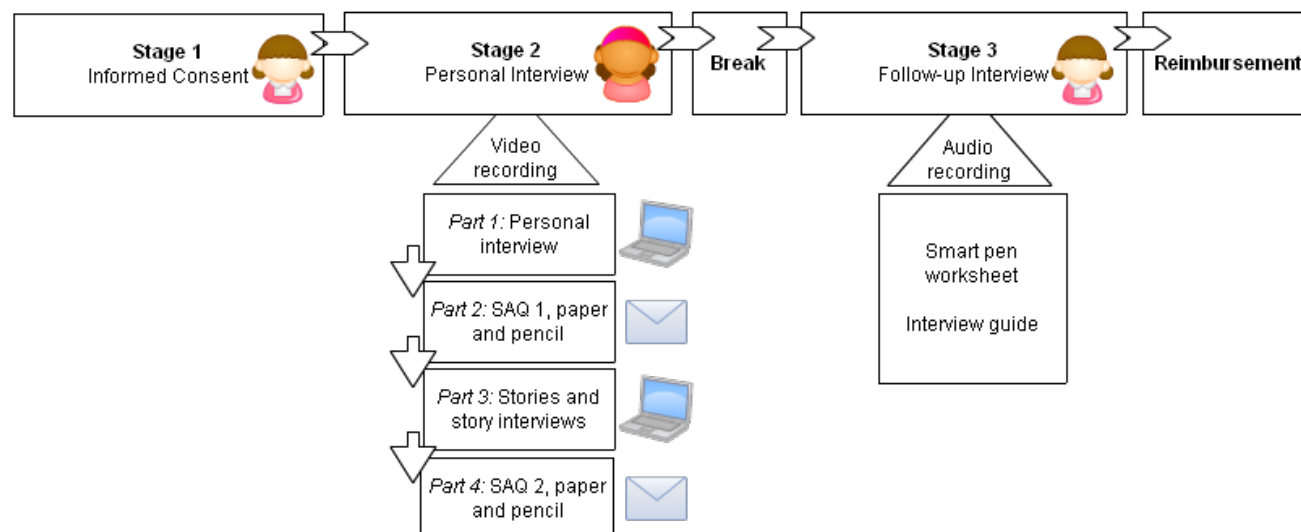 Stage 1
Informed Consent
Stage 2
Personal Interview
Break
Stage 3
Follow-up Interview
Reimbursement
Video
recording
Part 1: Personal
interview
Part 2: SAQ 1, paper
and pencil
Part 3: Stories and
story interviews
Part 4: SAQ 2, paper
and pencil
Audio
recording
Smart pen
worksheet
Interview guide